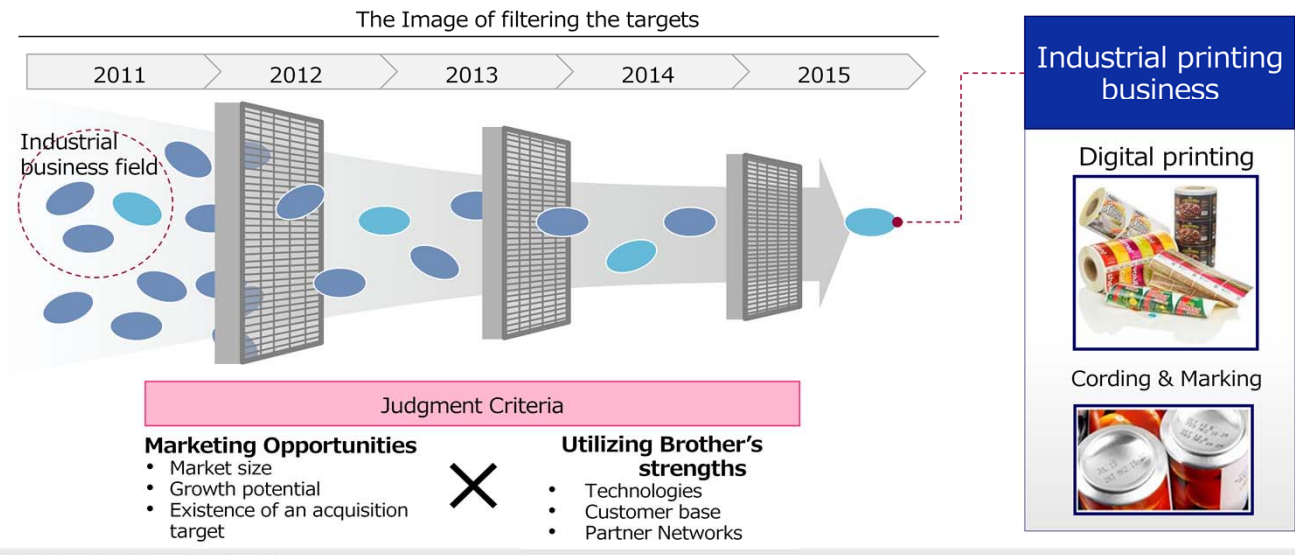 The Image of filtering the targets
2011
2012
2013
2014
2015
Industrial
business field
Judgment Criteria
Marketing Opportunities
• Market size
• Growth potential
• Existence of an acquisition
target
×
Utilizing Brother's
strengths
• Technologies
• Customer base
• Partner Networks
Industrial printing
business
Digital printing
Cording & Marking